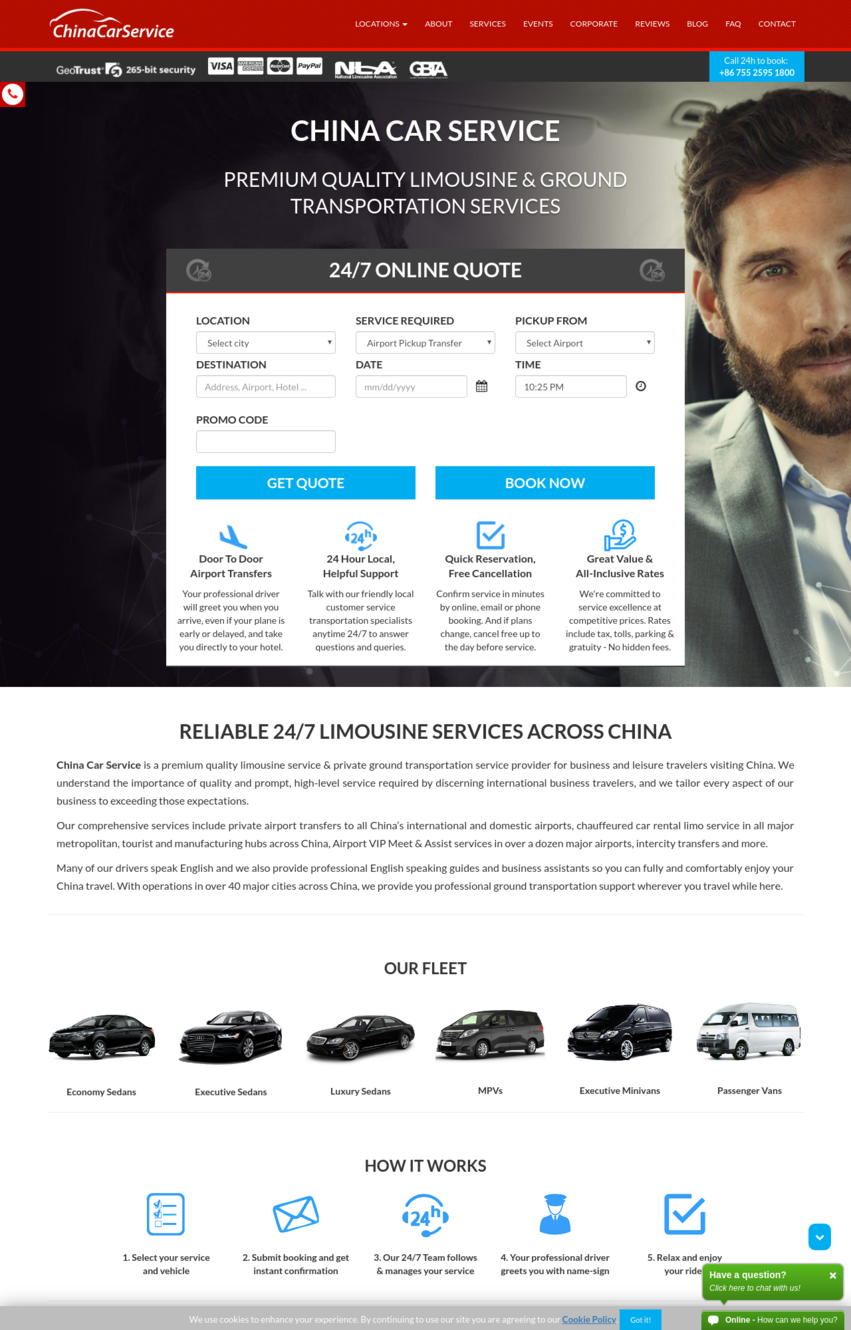 ChinaCarService
LOCATIONS ABOUT SERVICES EVENTS CORPORATE REVIEWS BLOG FAQ CONTACT
GeoTrust 265-bit security VISA AMERICAN EXPRESS MasterCard PayPal NLA National Limousine Association GBTA
Call 24h to book:
+86 755 2595 1800
CHINA CAR SERVICE
PREMIUM QUALITY LIMOUSINE & GROUND
TRANSPORTATION SERVICES
24/7 ONLINE QUOTE
LOCATION SERVICE REQUIRED PICKUP FROM
Select city Airport Pickup Transfer Select Airport
DESTINATION DATE TIME
Address, Airport, Hotel ... mm/dd/yyyy 10:25 PM
PROMO CODE
GET QUOTE BOOK NOW
Door To Door
Airport Transfers
Your professional driver
will greet you when you
arrive, even if your plane is
early or delayed, and take
you directly to your hotel.
24h
24 Hour Local,
Helpful Support
Talk with our friendly local
customer service
transportation specialists
anytime 24/7 to answer
questions and queries.
Quick Reservation,
Free Cancellation
Confirm service in minutes
by online, email or phone
booking. And if plans
change, cancel free up to
the day before service.
Great Value &
All-Inclusive Rates
We're committed to
service excellence at
competitive prices. Rates
include tax, tolls, parking &
gratuity - No hidden fees.
RELIABLE 24/7 LIMOUSINE SERVICES ACROSS CHINA
China Car Service is a premium quality limousine service & private ground transportation service provider for business and leisure travelers visiting China. We
understand the importance of quality and prompt, high-level service required by discerning international business travelers, and we tailor every aspect of our
business to exceeding those expectations.
Our comprehensive services include private airport transfers to all China's international and domestic airports, chauffeured car rental limo service in all major
metropolitan, tourist and manufacturing hubs across China, Airport VIP Meet & Assist services in over a dozen major airports, intercity transfers and more.
Many of our drivers speak English and we also provide professional English speaking guides and business assistants so you can fully and comfortably enjoy your
China travel. With operations in over 40 major cities across China, we provide you professional ground transportation support wherever you travel while here.
OUR FLEET
Economy Sedans Executive Sedans Luxury Sedans MPVs Executive Minivans Passenger Vans
HOW IT WORKS
24h
1. Select your service
and vehicle
2. Submit booking and get
instant confirmation
3. Our 24/7 Team follows
& manages your service
4. Your professional driver
greets you with name-sign
5. Relax and enjoy
your ride
Have a question?
Click here to chat with us!
We use cookies to enhance your experience. By continuing to use our site you are agreeing to our Cookie Policy Got it!
Online - How can we help you?